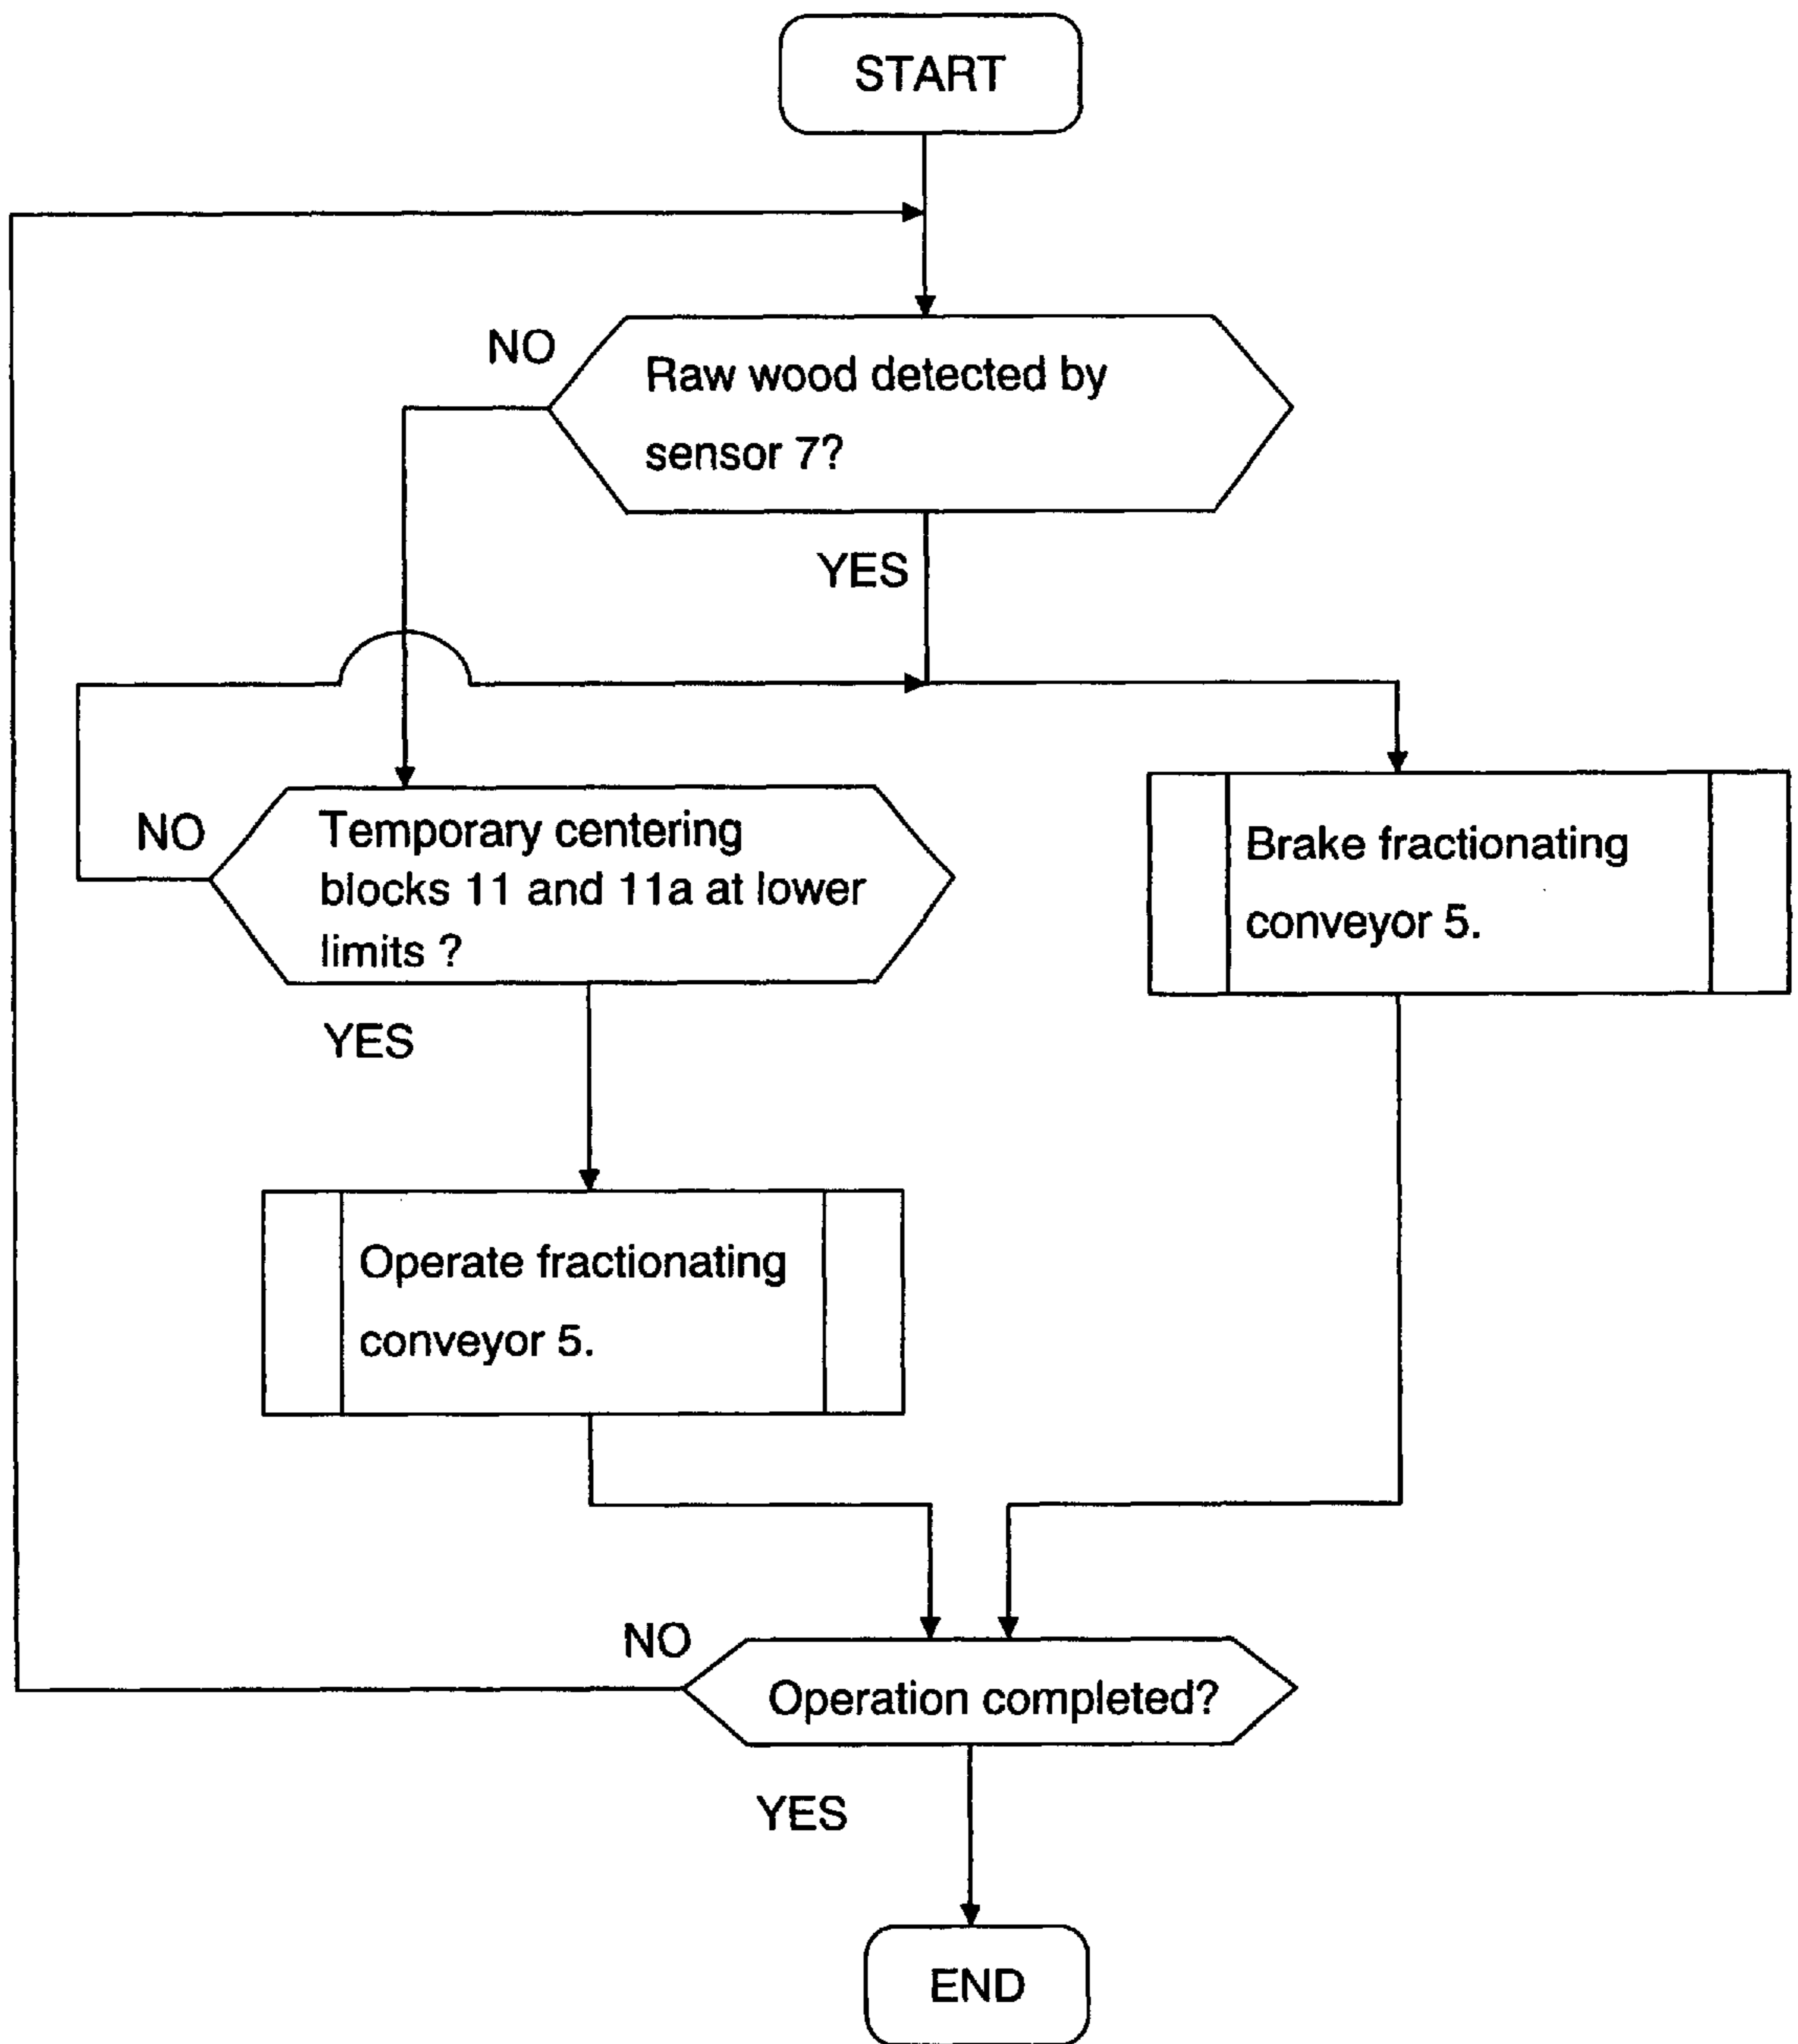 START
NO
Raw wood detected by
sensor 7?
YES
NO
Temporary centering
blocks 11 and 11a at lower
limits ?
Brake fractionating
conveyor 5.
YES
Operate fractionating
conveyor 5.
NO
Operation completed?
YES
END